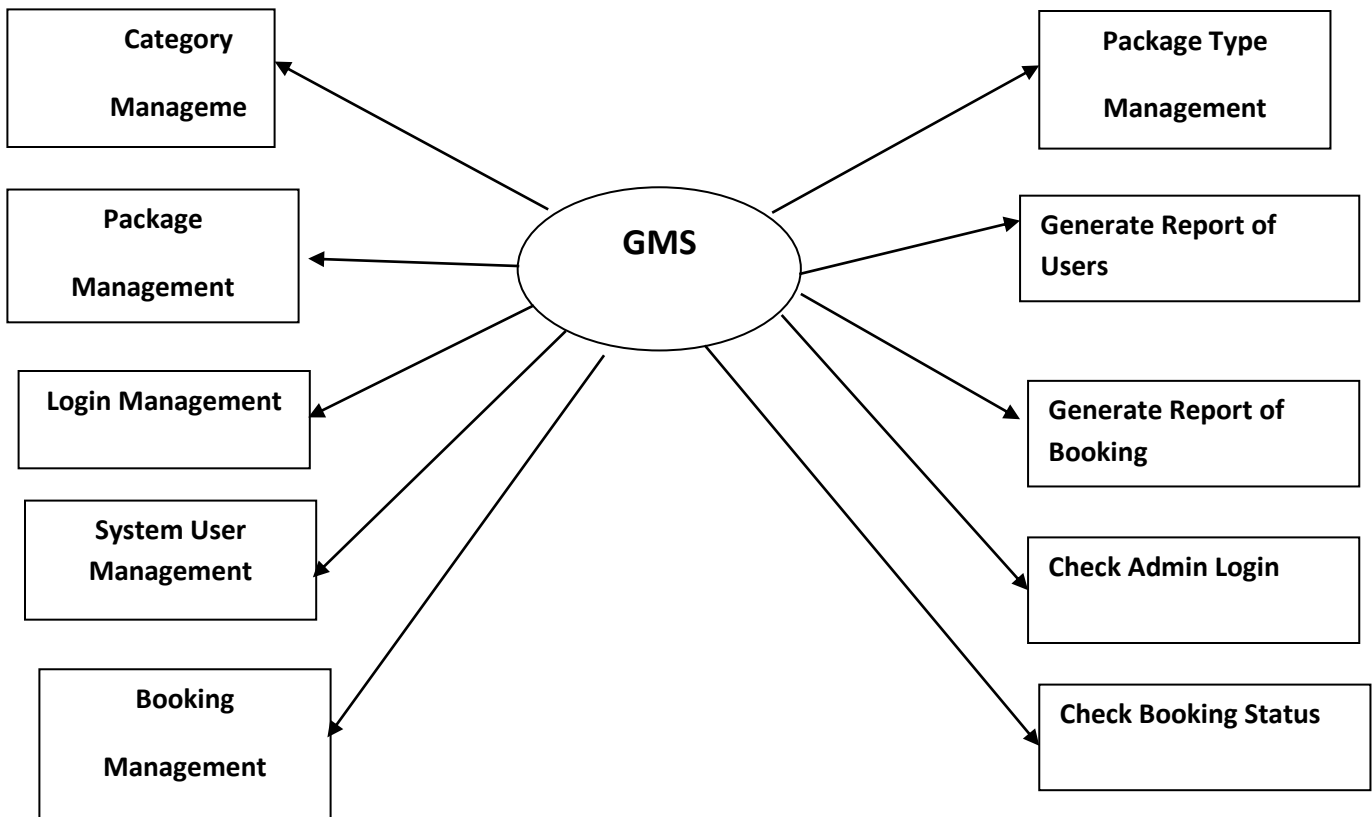 Category
Manageme
Package
Management
Login Management
System User
Management
Booking
Management
GMS
Package Type
Management
Generate Report of
Users
Generate Report of
Booking
Check Admin Login
Check Booking Status